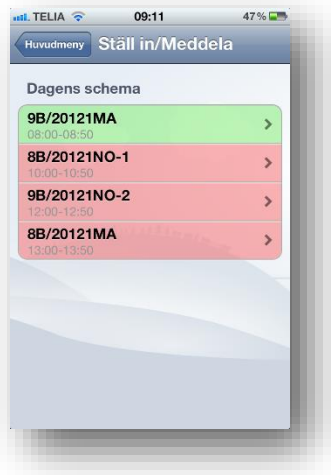 TELIA 09:11 47%
Huvudmeny Ställ in/Meddela
Dagens schema
9B/20121MA
08:00-08:50
8B/20121NO-1
10:00-10:50
9B/20121NO-2
12:00-12:50
8B/20121MA
13:00-13:50